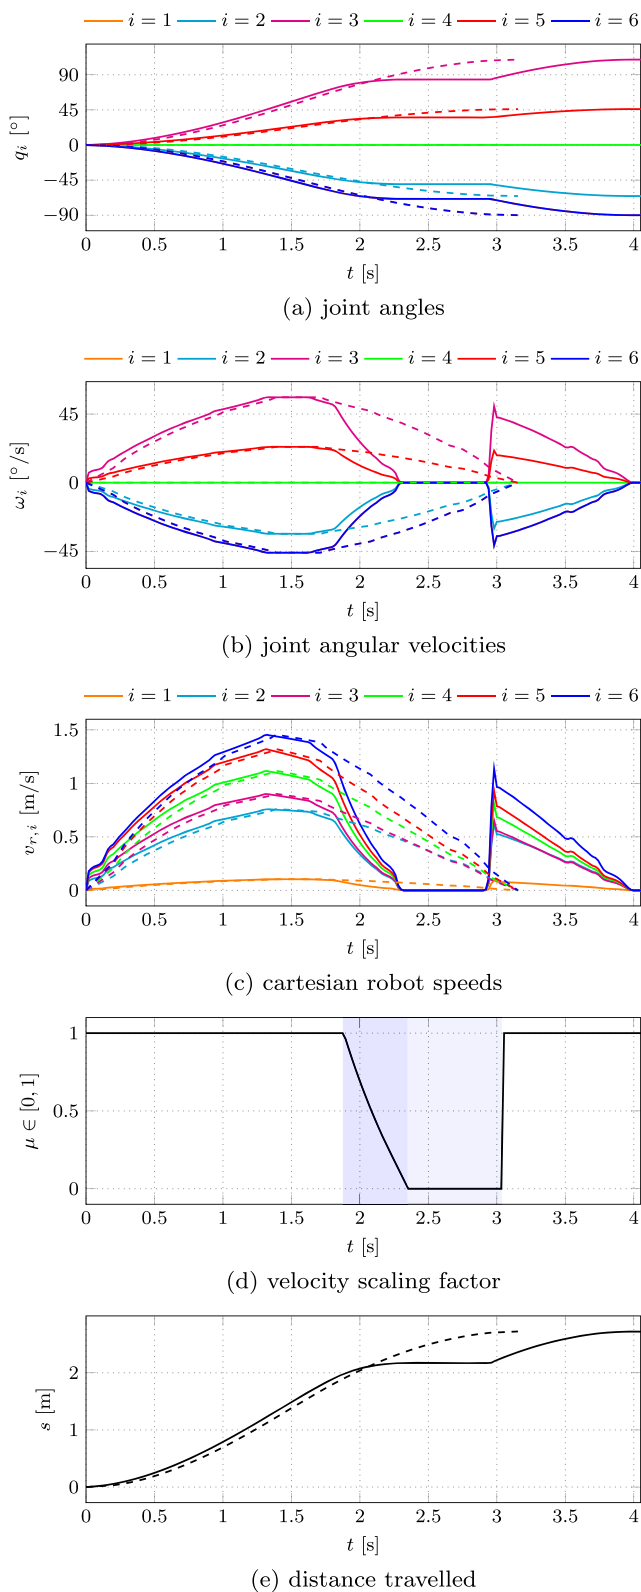 i = 1 i = 2 i = 3 i = 4 i = 5 i = 6
90
45
0
−45
−90
q_i [°]
0 0.5 1 1.5 2 2.5 3 3.5 4
t [s]
(a) joint angles
i = 1 i = 2 i = 3 i = 4 i = 5 i = 6
45
0
−45
ω_i [°/s]
0 0.5 1 1.5 2 2.5 3 3.5 4
t [s]
(b) joint angular velocities
i = 1 i = 2 i = 3 i = 4 i = 5 i = 6
1.5
1
0.5
0
v_{r,i} [m/s]
0 0.5 1 1.5 2 2.5 3 3.5 4
t [s]
(c) cartesian robot speeds
1
0.5
0
μ ∈ [0, 1]
0 0.5 1 1.5 2 2.5 3 3.5 4
t [s]
(d) velocity scaling factor
2
1
0
s [m]
0 0.5 1 1.5 2 2.5 3 3.5 4
t [s]
(e) distance travelled